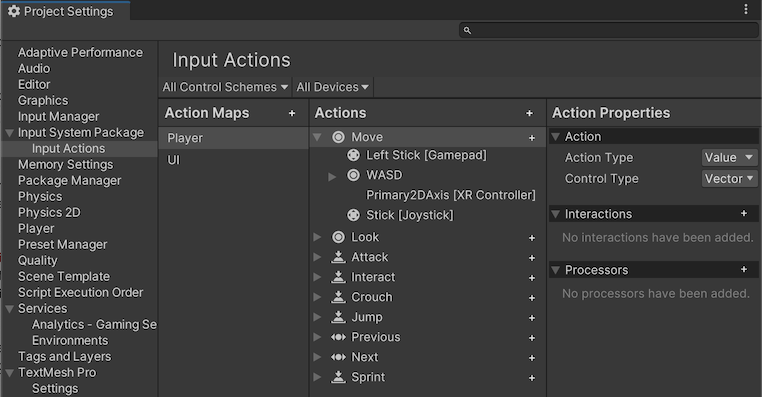 Project Settings
Adaptive Performance
Audio
Editor
Graphics
Input Manager
Input System Package
Input Actions
Memory Settings
Package Manager
Physics
Physics 2D
Player
Preset Manager
Quality
Scene Template
Script Execution Order
Services
Analytics - Gaming Se
Environments
Tags and Layers
TextMesh Pro
Settings
Input Actions
All Control Schemes All Devices
Action Maps +
Player
UI
Actions +
Move +
Left Stick [Gamepad]
WASD
Primary2DAxis [XR Controller]
Stick [Joystick]
Look +
Attack +
Interact +
Crouch +
Jump +
Previous +
Next +
Sprint +
Action Properties
Action
Action Type Value
Control Type Vector
Interactions +
No interactions have been added.
Processors +
No processors have been added.